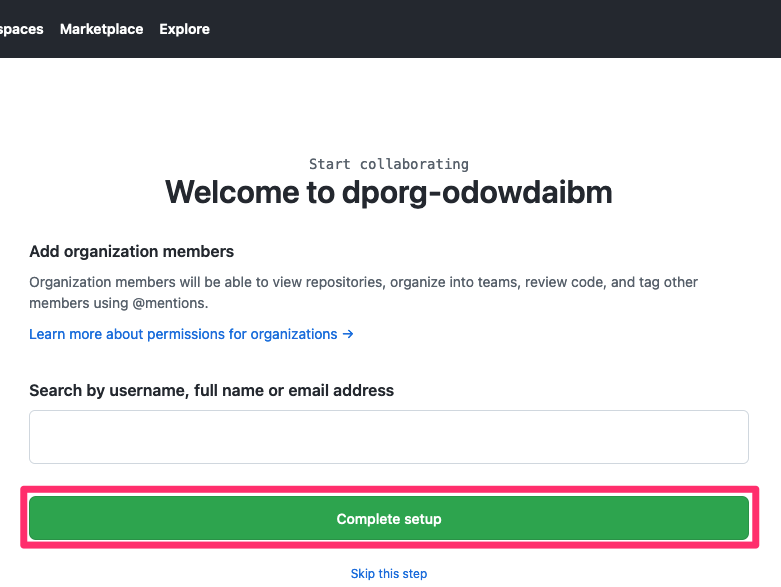 spaces Marketplace Explore
Start collaborating
Welcome to dporg-odowdaibm
Add organization members
Organization members will be able to view repositories, organize into teams, review code, and tag other
members using @mentions.
Learn more about permissions for organizations →
Search by username, full name or email address
Complete setup
Skip this step